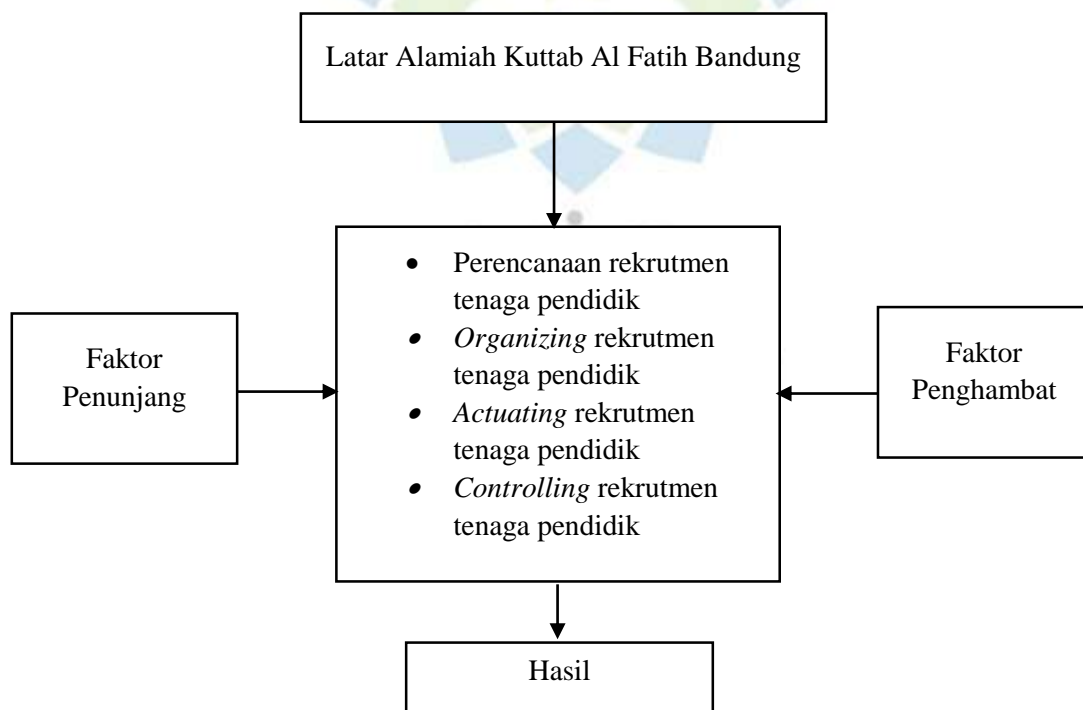 Latar Alamiah Kuttab Al Fatih Bandung
Faktor
Penunjang
• Perencanaan rekrutmen
tenaga pendidik
• Organizing rekrutmen
tenaga pendidik
• Actuating rekrutmen
tenaga pendidik
• Controlling rekrutmen
tenaga pendidik
Faktor
Penghambat
Hasil